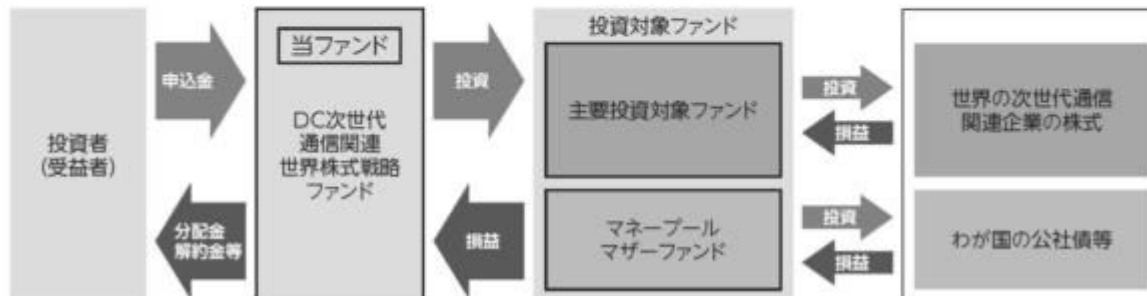 投資者
(受益者)
申込金
分配金
解約金等
当ファンド
DC次世代
通信関連
世界株式戦略
ファンド
投資
損益
投資対象ファンド
主要投資対象ファンド
マネープール
マザーファンド
投資
損益
投資
損益
世界の次世代通信
関連企業の株式
わが国の公社債等